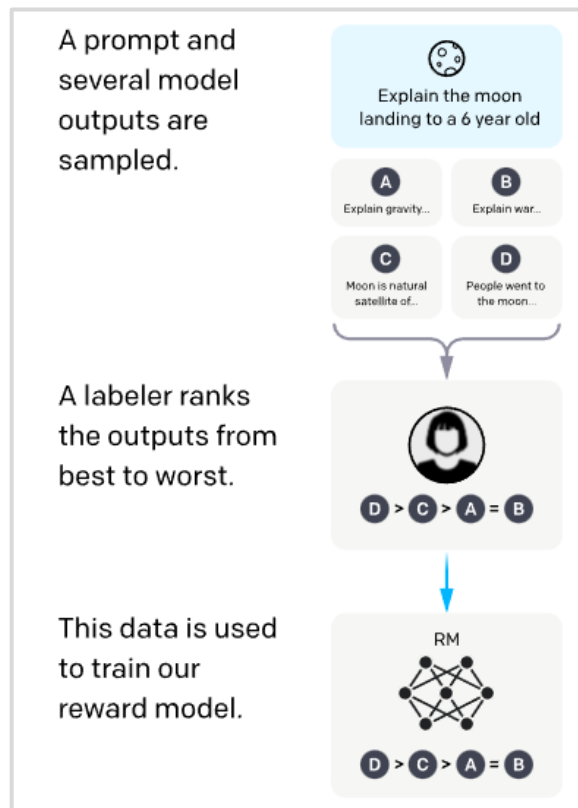 A prompt and
several model
outputs are
sampled.
Explain the moon
landing to a 6 year old
A
Explain gravity...
B
Explain war...
C
Moon is natural
satellite of...
D
People went to
the moon...
A labeler ranks
the outputs from
best to worst.
D > C > A = B
This data is used
to train our
reward model.
RM
D > C > A = B